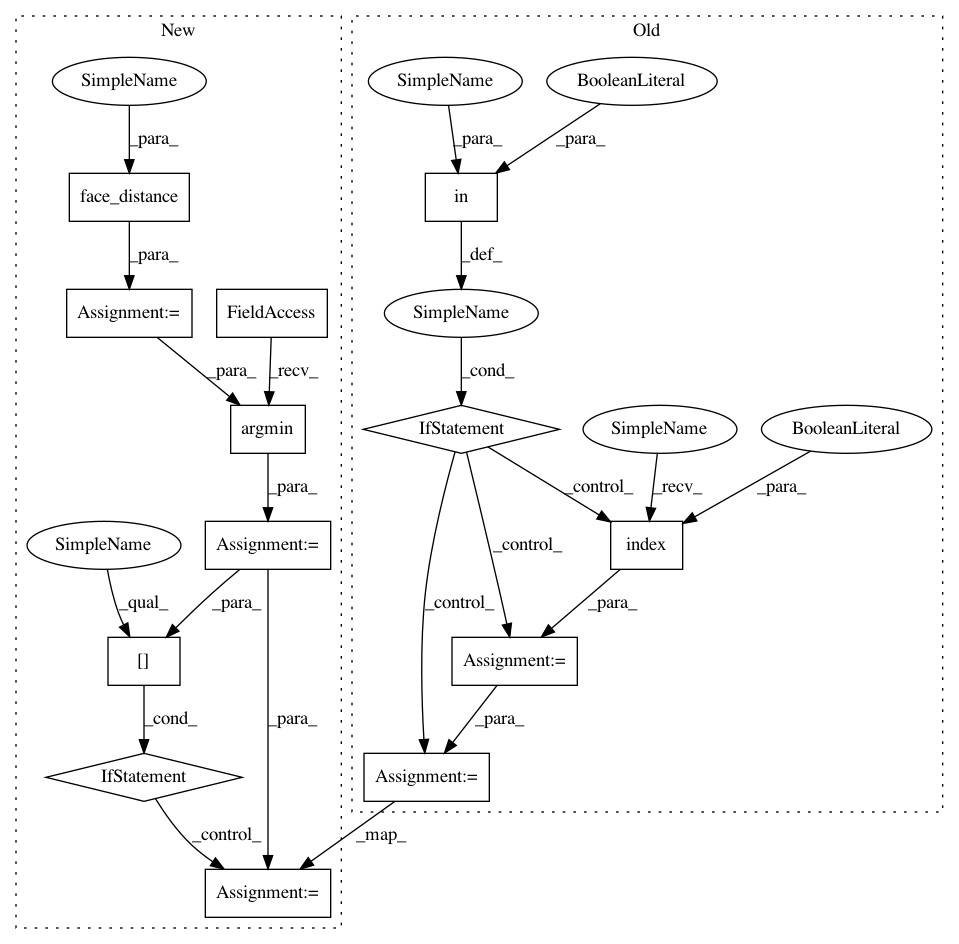 New
Old
SimpleName
SimpleName
BooleanLiteral
_para_
_para_
_para_
face_distance
in
_para_
_def_
Assignment:=
FieldAccess
SimpleName
_para_
_recv_
_cond_
argmin
IfStatement
SimpleName
BooleanLiteral
_para_
_control_
_recv_
_para_
SimpleName
Assignment:=
_control_
index
_qual_
_para_
_control_
_para_
[]
Assignment:=
_cond_
_para_
_para_
IfStatement
Assignment:=
_control_
_map_
Assignment:=